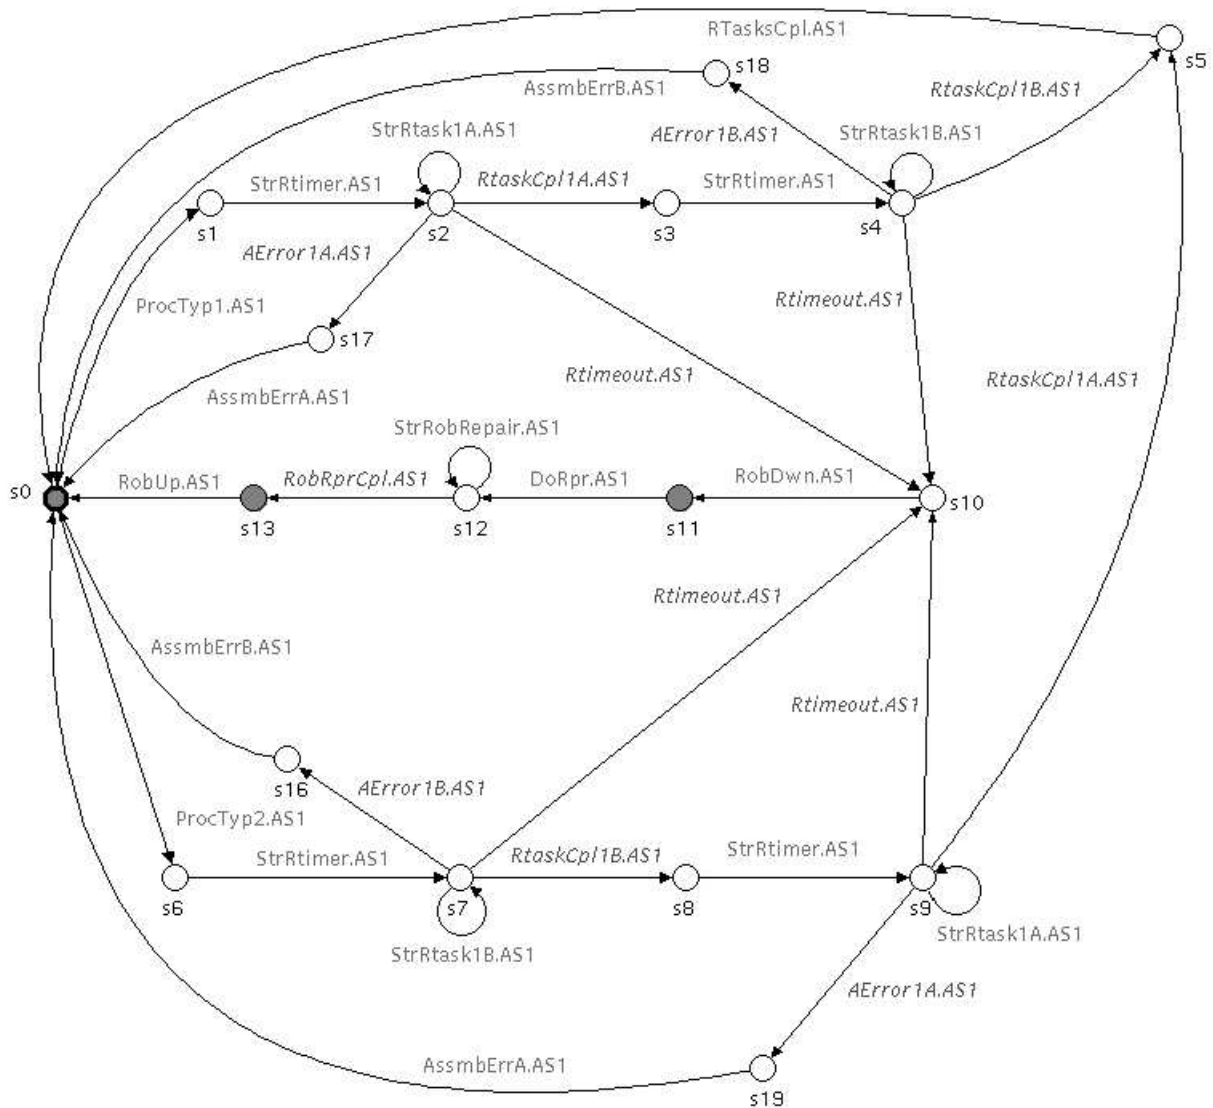 RTasksCpl.AS1
s5
s18
AssmbErrB.AS1
RtaskCpl1B.AS1
StrRtask1A.AS1
AError1B.AS1
StrRtask1B.AS1
StrRtimer.AS1
RtaskCpl1A.AS1
StrRtimer.AS1
s1
s2
s3
s4
AError1A.AS1
ProcTyp1.AS1
Rtimeout.AS1
s17
Rtimeout.AS1
RtaskCpl1A.AS1
AssmbErrA.AS1
StrRobRepair.AS1
s0
RobUp.AS1
RobRprCpl.AS1
DoRpr.AS1
RobDwn.AS1
s10
s13
s12
s11
Rtimeout.AS1
AssmbErrB.AS1
Rtimeout.AS1
s16
AError1B.AS1
ProcTyp2.AS1
StrRtimer.AS1
RtaskCpl1B.AS1
StrRtimer.AS1
s6
s7
s8
s9
StrRtask1B.AS1
StrRtask1A.AS1
AError1A.AS1
AssmbErrA.AS1
s19